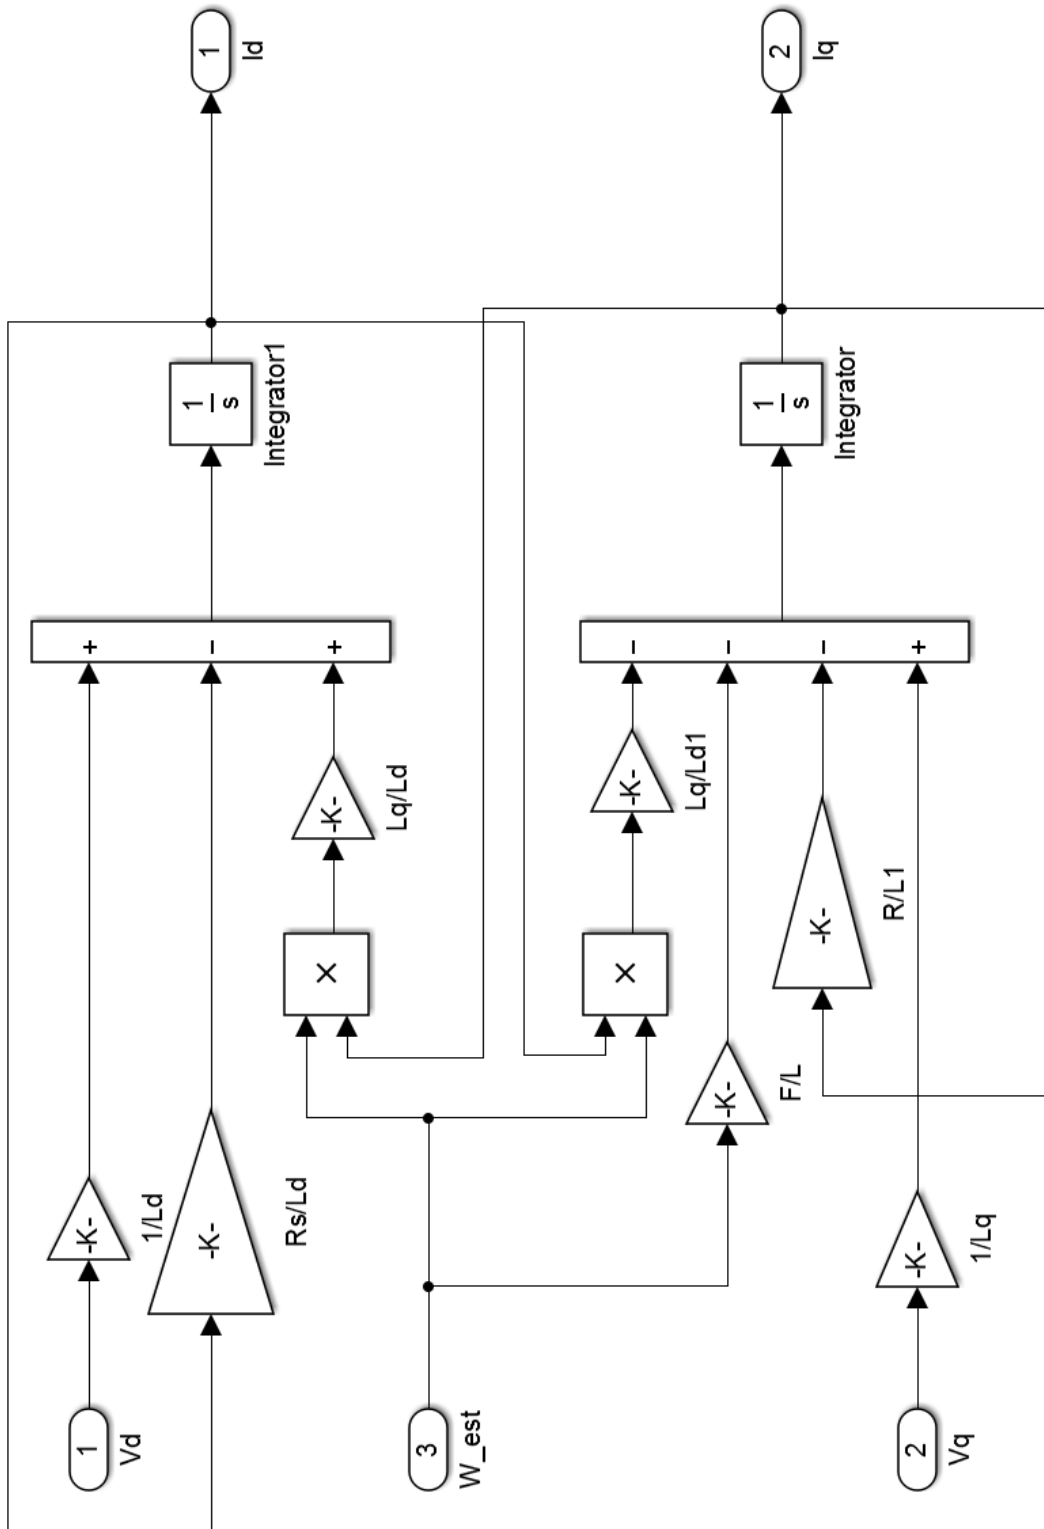 1
Vd
-K-
1/Ld
+
-K-
Rs/Ld
−
1
s
Integrator1
1
Id
×
-K-
Lq/Ld
+
3
W_est
×
-K-
Lq/Ld1
−
-K-
F/L
−
1
s
Integrator
2
Iq
-K-
R/L1
−
2
Vq
-K-
1/Lq
+